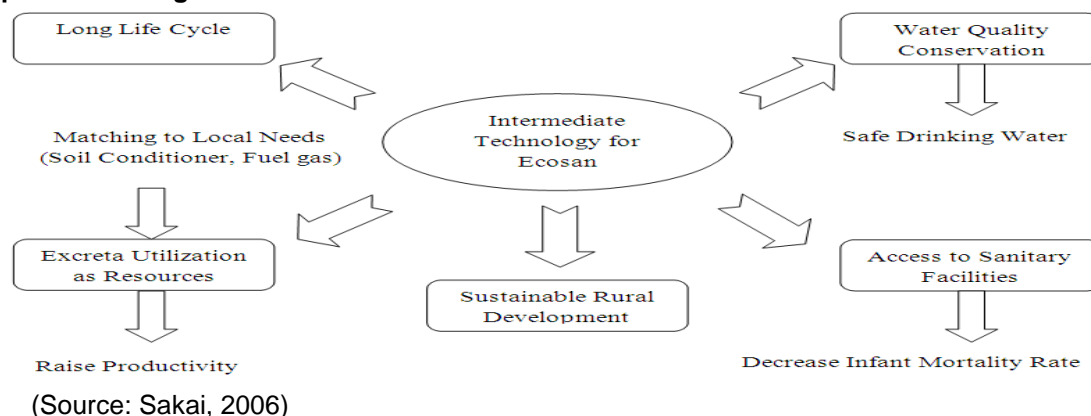 Long Life Cycle
Water Quality
Conservation
Intermediate
Technology for
Ecosan
Matching to Local Needs
(Soil Conditioner, Fuel gas)
Safe Drinking Water
Excreta Utilization
as Resources
Sustainable Rural
Development
Access to Sanitary
Facilities
Raise Productivity
Decrease Infant Mortality Rate
(Source: Sakai, 2006)